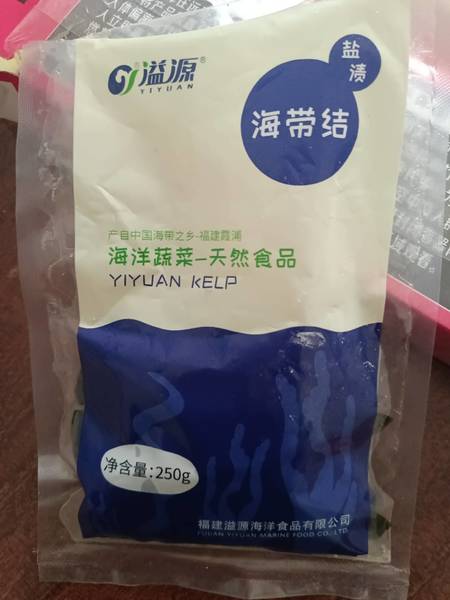 溢源®
YIYUAN
盐渍
海带结
产自中国海带之乡-福建霞浦
海洋蔬菜-天然食品
YIYUAN KELP
净含量:250g
福建溢源海洋食品有限公司
FUJIAN YIYUAN MARINE FOOD CO.,LTD.